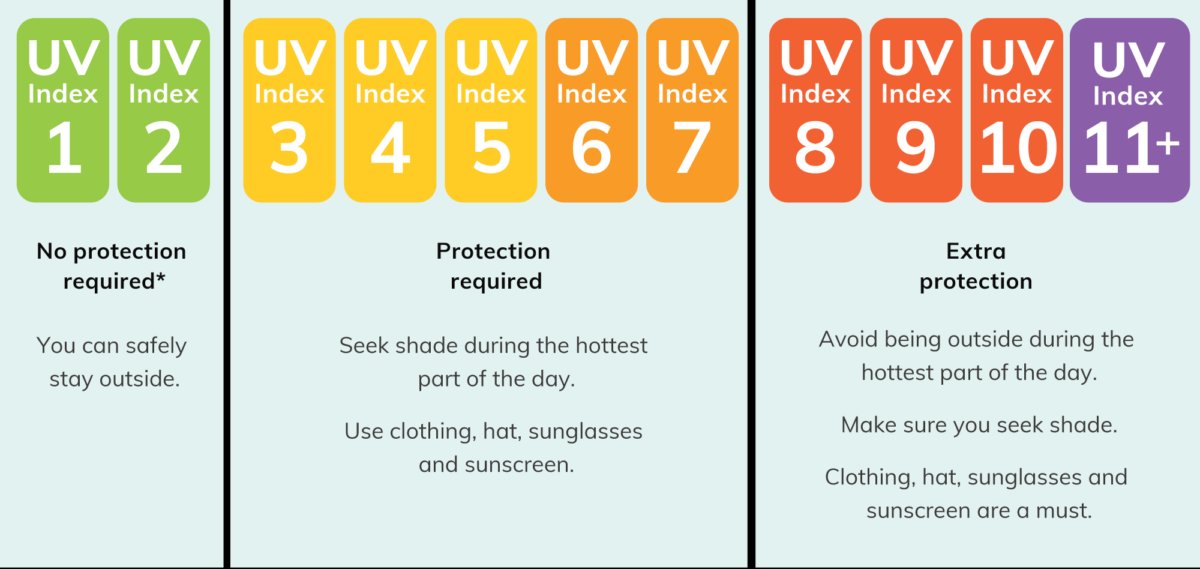 UV
Index
1
UV
Index
2
No protection
required*
You can safely
stay outside.
UV
Index
3
UV
Index
4
UV
Index
5
UV
Index
6
UV
Index
7
Protection
required
Seek shade during the hottest
part of the day.
Use clothing, hat, sunglasses
and sunscreen.
UV
Index
8
UV
Index
9
UV
Index
10
UV
Index
11+
Extra
protection
Avoid being outside during the
hottest part of the day.
Make sure you seek shade.
Clothing, hat, sunglasses and
sunscreen are a must.